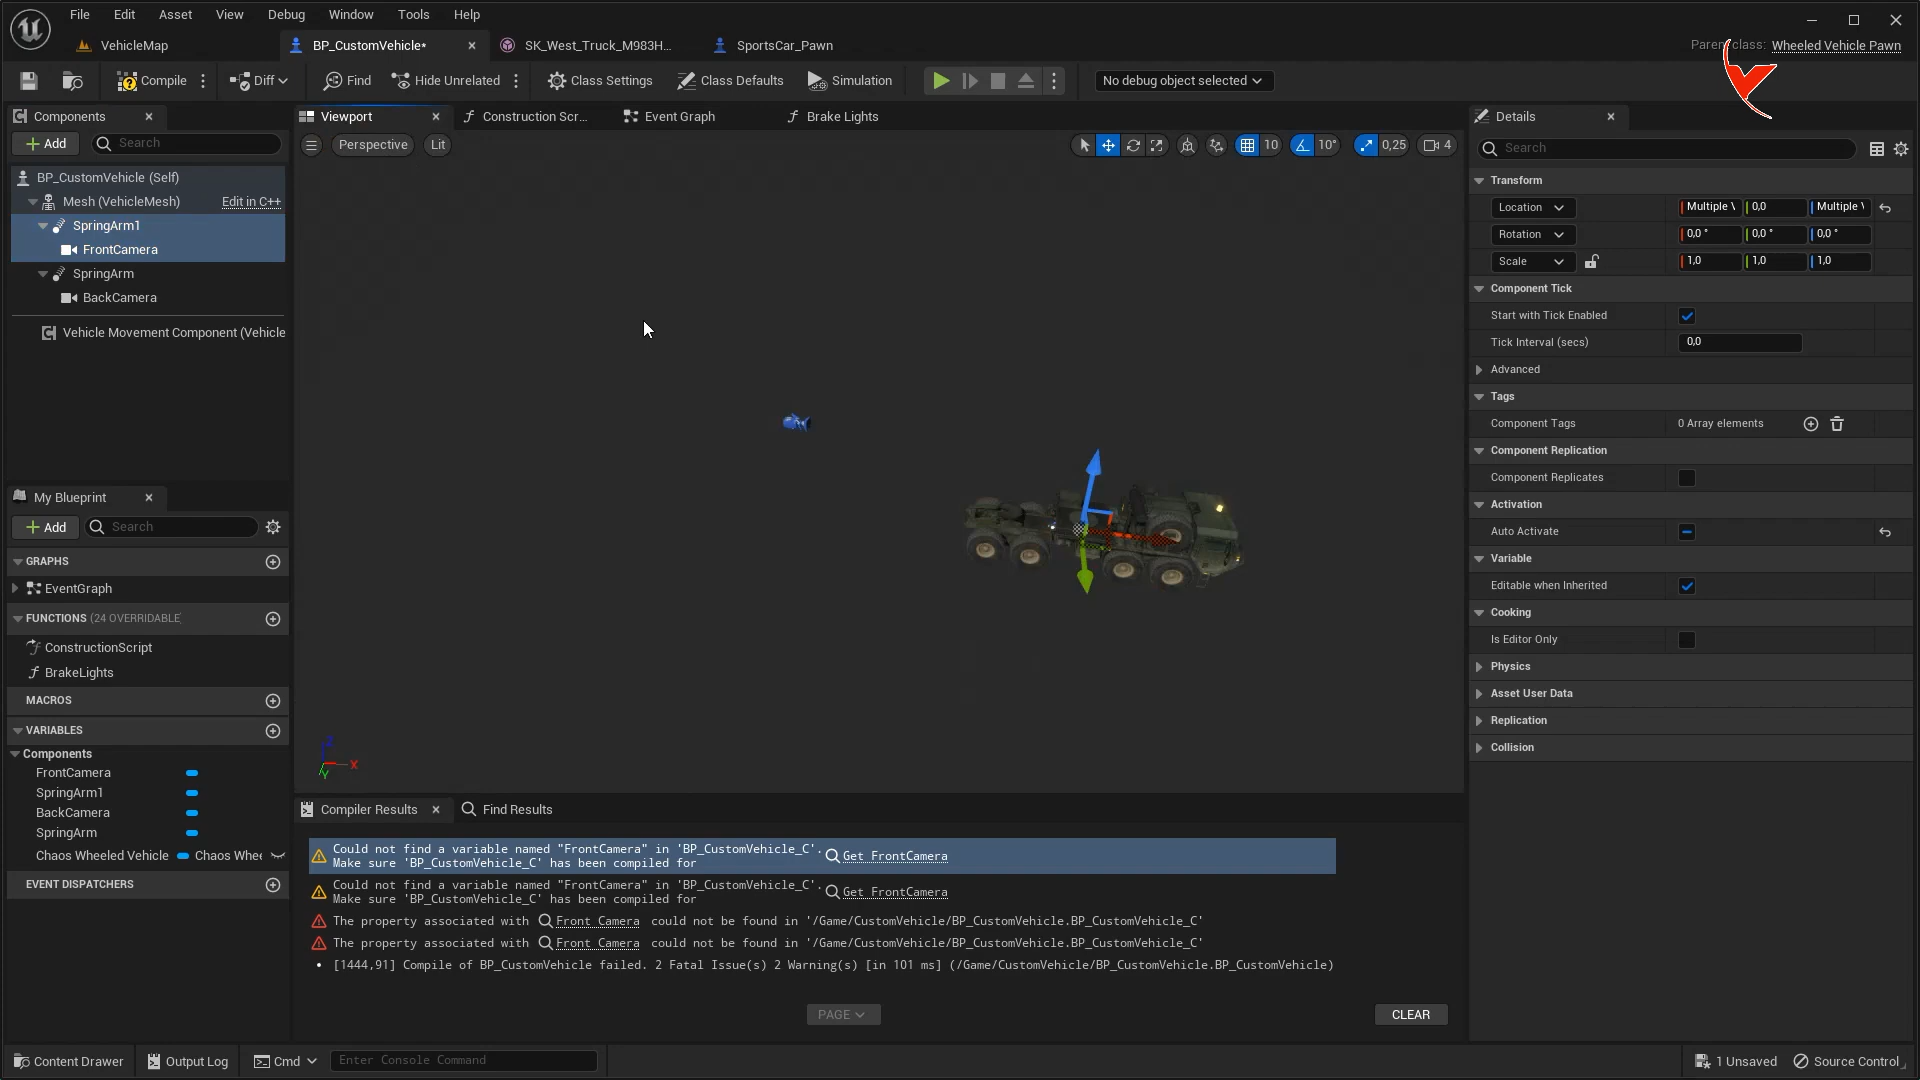 File Edit Asset View Debug Window Tools Help
VehicleMap BP_CustomVehicle* SK_West_Truck_M983H... SportsCar_Pawn
Parent class: Wheeled Vehicle Pawn
Compile Diff Find Hide Unrelated Class Settings Class Defaults Simulation No debug object selected
Components
Add Search
BP_CustomVehicle (Self)
Mesh (VehicleMesh) Edit in C++
SpringArm1
FrontCamera
SpringArm
BackCamera
Vehicle Movement Component (Vehicle
My Blueprint
Add Search
GRAPHS
EventGraph
FUNCTIONS (24 OVERRIDABLE
ConstructionScript
BrakeLights
MACROS
VARIABLES
Components
FrontCamera
SpringArm1
BackCamera
SpringArm
Chaos Wheeled Vehicle Chaos Whee
EVENT DISPATCHERS
Viewport Construction Scr... Event Graph Brake Lights
Perspective Lit 10 10° 0,25 4
Z
X
Y
Compiler Results Find Results
Could not find a variable named "FrontCamera" in 'BP_CustomVehicle_C'.
Make sure 'BP_CustomVehicle_C' has been compiled for Get FrontCamera
Could not find a variable named "FrontCamera" in 'BP_CustomVehicle_C'.
Make sure 'BP_CustomVehicle_C' has been compiled for Get FrontCamera
The property associated with Front Camera could not be found in '/Game/CustomVehicle/BP_CustomVehicle.BP_CustomVehicle_C'
The property associated with Front Camera could not be found in '/Game/CustomVehicle/BP_CustomVehicle.BP_CustomVehicle_C'
[1444,91] Compile of BP_CustomVehicle failed. 2 Fatal Issue(s) 2 Warning(s) [in 101 ms] (/Game/CustomVehicle/BP_CustomVehicle.BP_CustomVehicle)
PAGE CLEAR
Details
Search
Transform
Location Multiple V 0,0 Multiple V
Rotation 0,0 ° 0,0 ° 0,0 °
Scale 1,0 1,0 1,0
Component Tick
Start with Tick Enabled
Tick Interval (secs) 0,0
Advanced
Tags
Component Tags 0 Array elements
Component Replication
Component Replicates
Activation
Auto Activate
Variable
Editable when Inherited
Cooking
Is Editor Only
Physics
Asset User Data
Replication
Collision
Content Drawer Output Log Cmd Enter Console Command 1 Unsaved Source Control